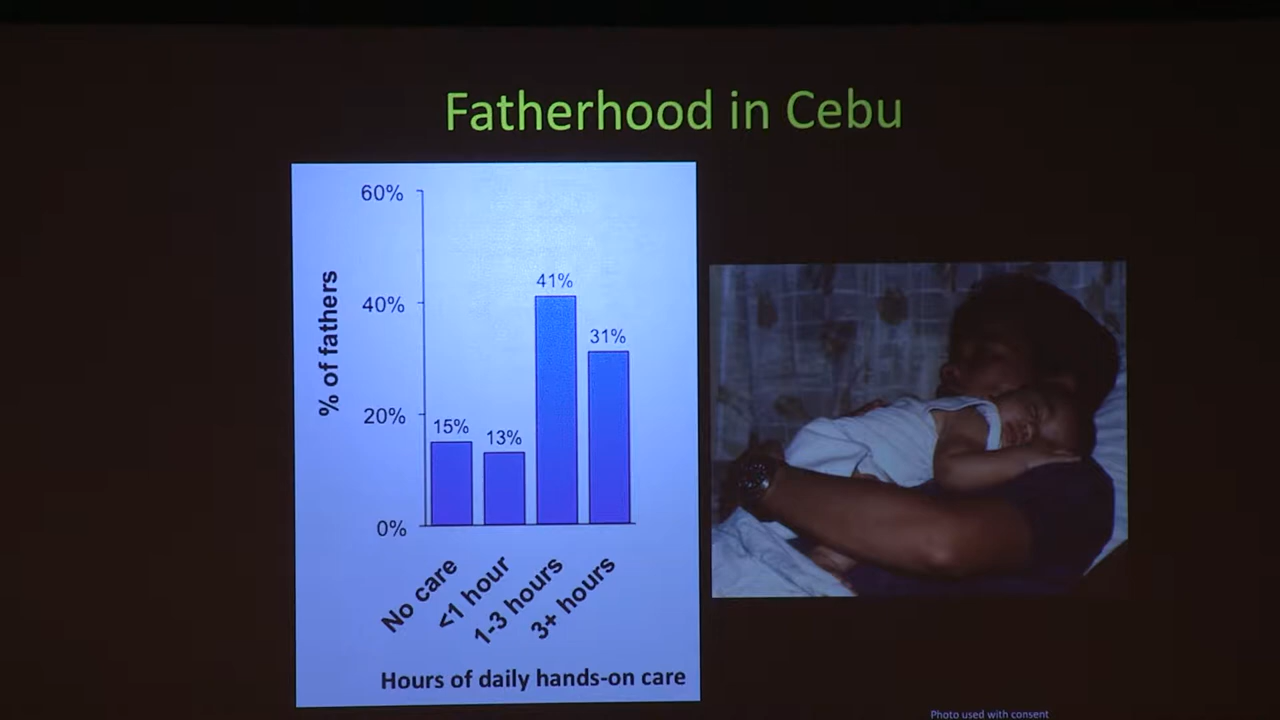 Fatherhood in Cebu
60%
40%
20%
0%
% of fathers
15%
13%
41%
31%
No care
<1 hour
1-3 hours
3+ hours
Hours of daily hands-on care
Photo used with consent